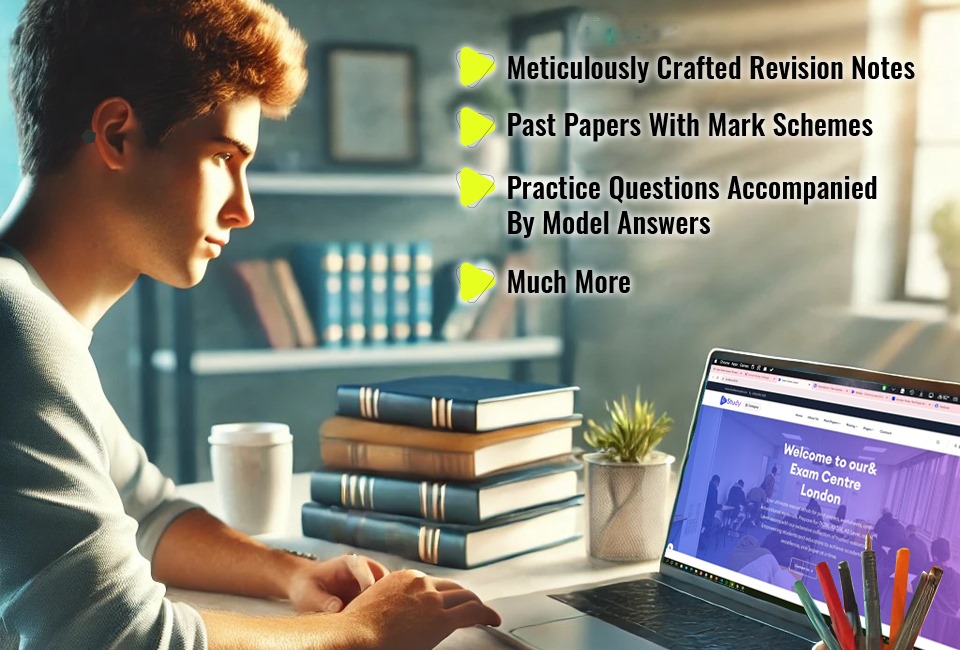 Meticulously Crafted Revision Notes
Past Papers With Mark Schemes
Practice Questions Accompanied
By Model Answers
Much More
Study
Welcome to our&
Exam Centre
London